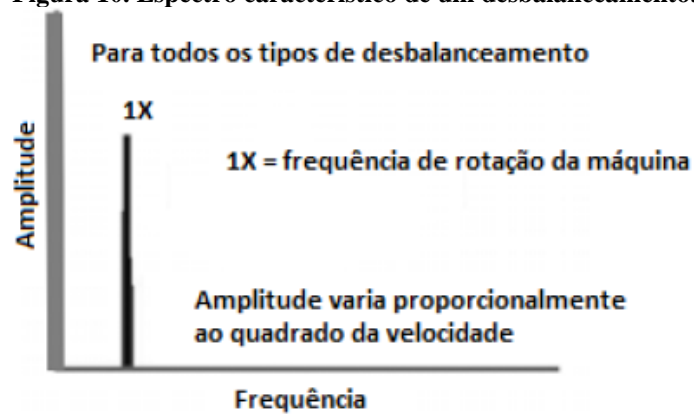 Figura 10. Espectro característico de um desbalanceamento.
Para todos os tipos de desbalanceamento
1X
1X = frequência de rotação da máquina
Amplitude
Amplitude varia proporcionalmente
ao quadrado da velocidade
Frequência